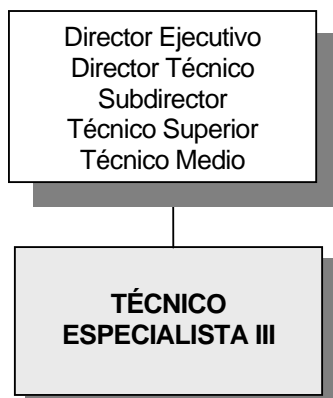 Director Ejecutivo
Director Técnico
Subdirector
Técnico Superior
Técnico Medio
TÉCNICO
ESPECIALISTA III